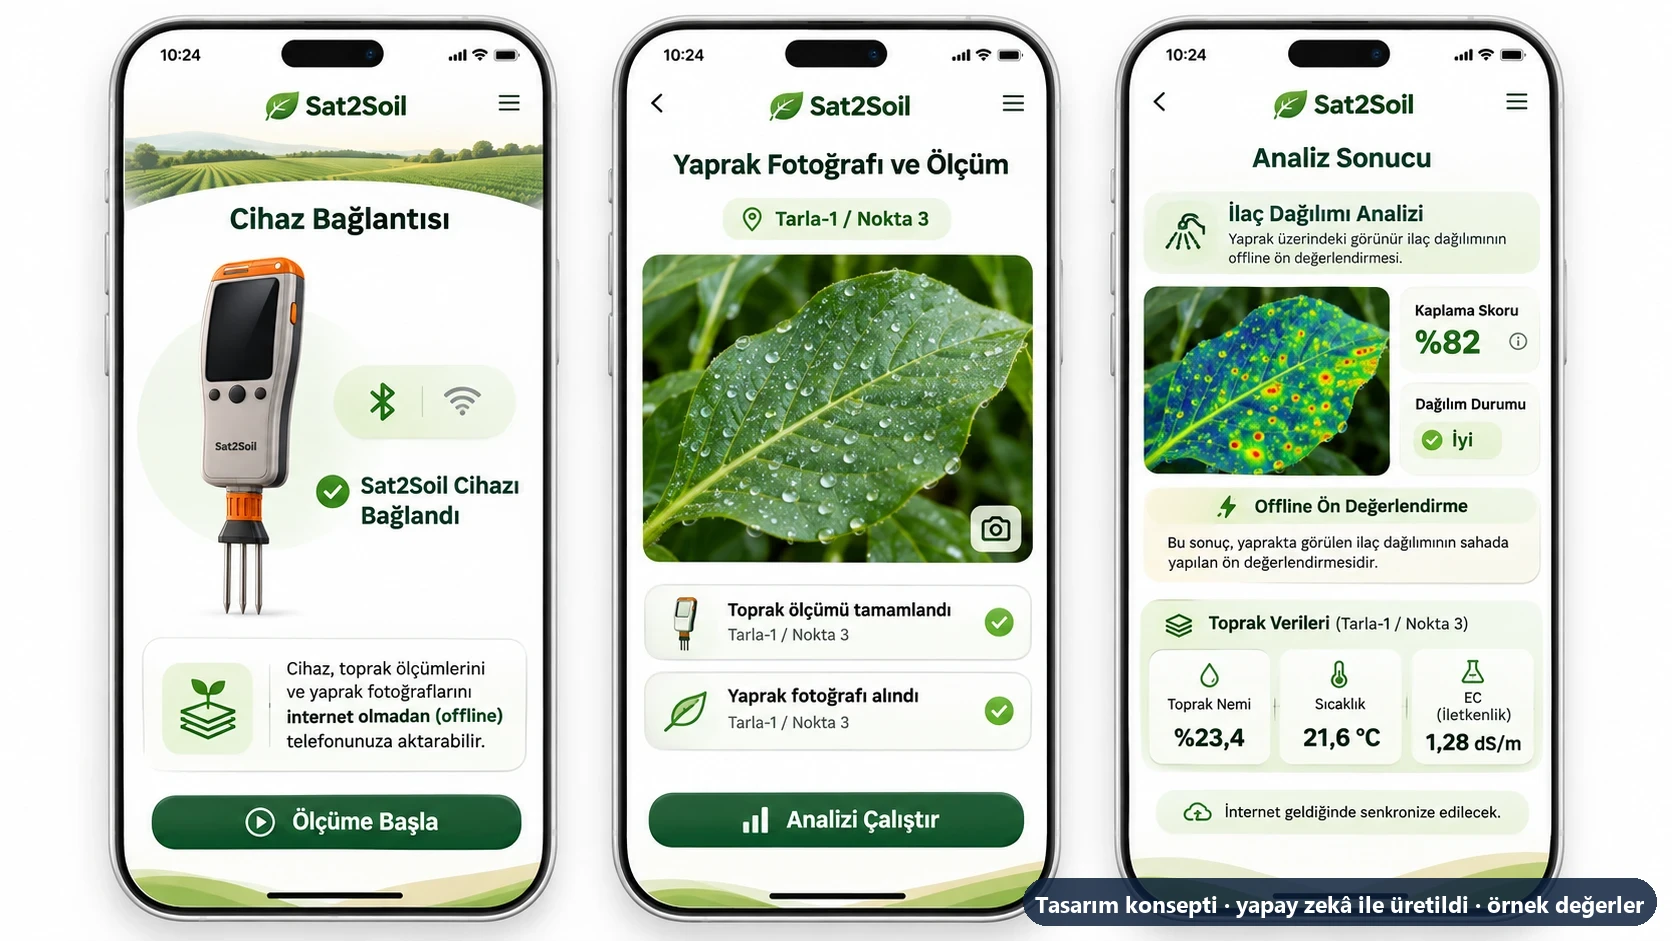 10:24
Sat2Soil
Cihaz Bağlantısı
Sat2Soil
Sat2Soil Cihazı
Bağlandı
Cihaz, toprak ölçümlerini
ve yaprak fotoğraflarını
internet olmadan (offline)
telefonunuza aktarabilir.
Ölçüme Başla
10:24
Sat2Soil
Yaprak Fotoğrafı ve Ölçüm
Tarla-1 / Nokta 3
Toprak ölçümü tamamlandı
Tarla-1 / Nokta 3
Yaprak fotoğrafı alındı
Tarla-1 / Nokta 3
Analizi Çalıştır
10:24
Sat2Soil
Analiz Sonucu
İlaç Dağılımı Analizi
Yaprak üzerindeki görünür ilaç dağılımının
offline ön değerlendirmesi.
Kaplama Skoru
%82
Dağılım Durumu
İyi
Offline Ön Değerlendirme
Bu sonuç, yaprakta görülen ilaç dağılımının sahada
yapılan ön değerlendirmesidir.
Toprak Verileri (Tarla-1 / Nokta 3)
Toprak Nemi
%23,4
Sıcaklık
21,6 °C
EC
(İletkenlik)
1,28 dS/m
İnternet geldiğinde senkronize edilecek.
Tasarım konsepti · yapay zekâ ile üretildi · örnek değerler